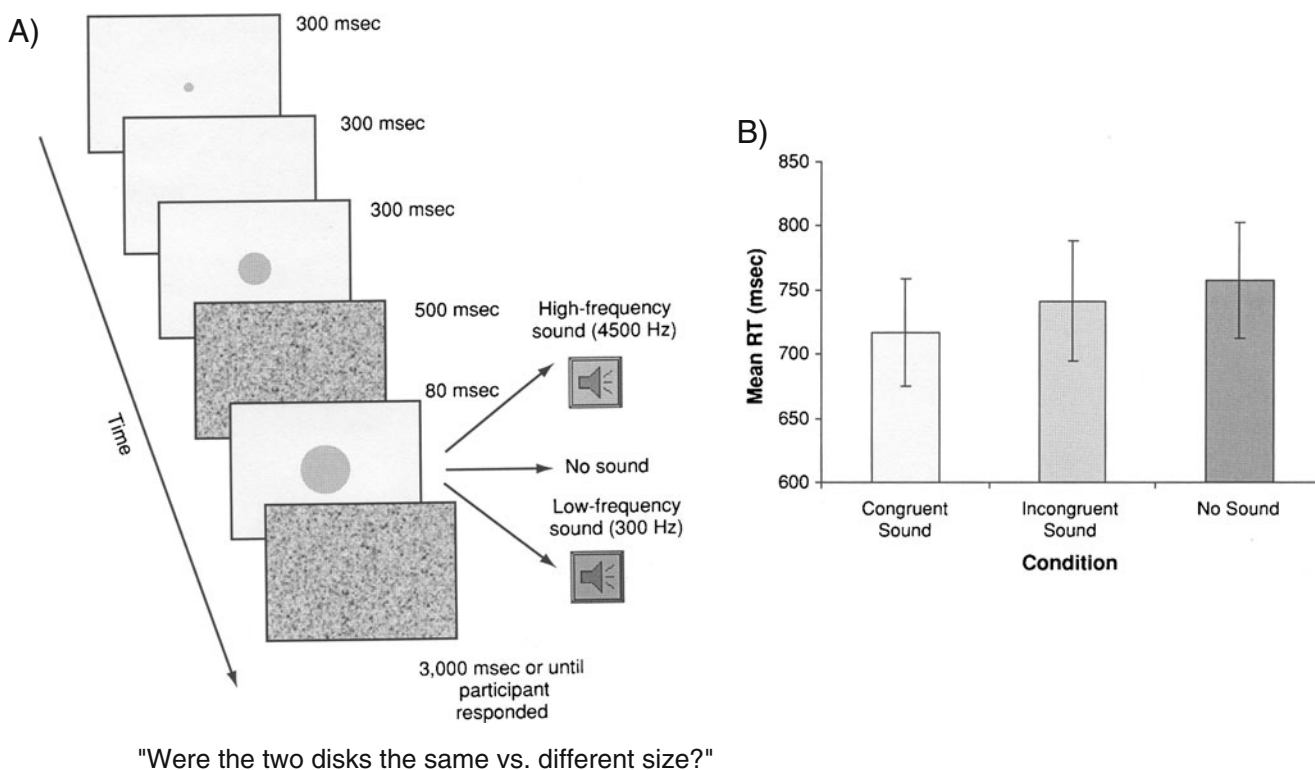 A)
300 msec
300 msec
300 msec
500 msec
80 msec
High-frequency
sound (4500 Hz)
No sound
Low-frequency
sound (300 Hz)
Time
3,000 msec or until
participant
responded
"Were the two disks the same vs. different size?"
B)
Mean RT (msec)
850
800
750
700
650
600
Congruent
Sound
Incongruent
Sound
No Sound
Condition